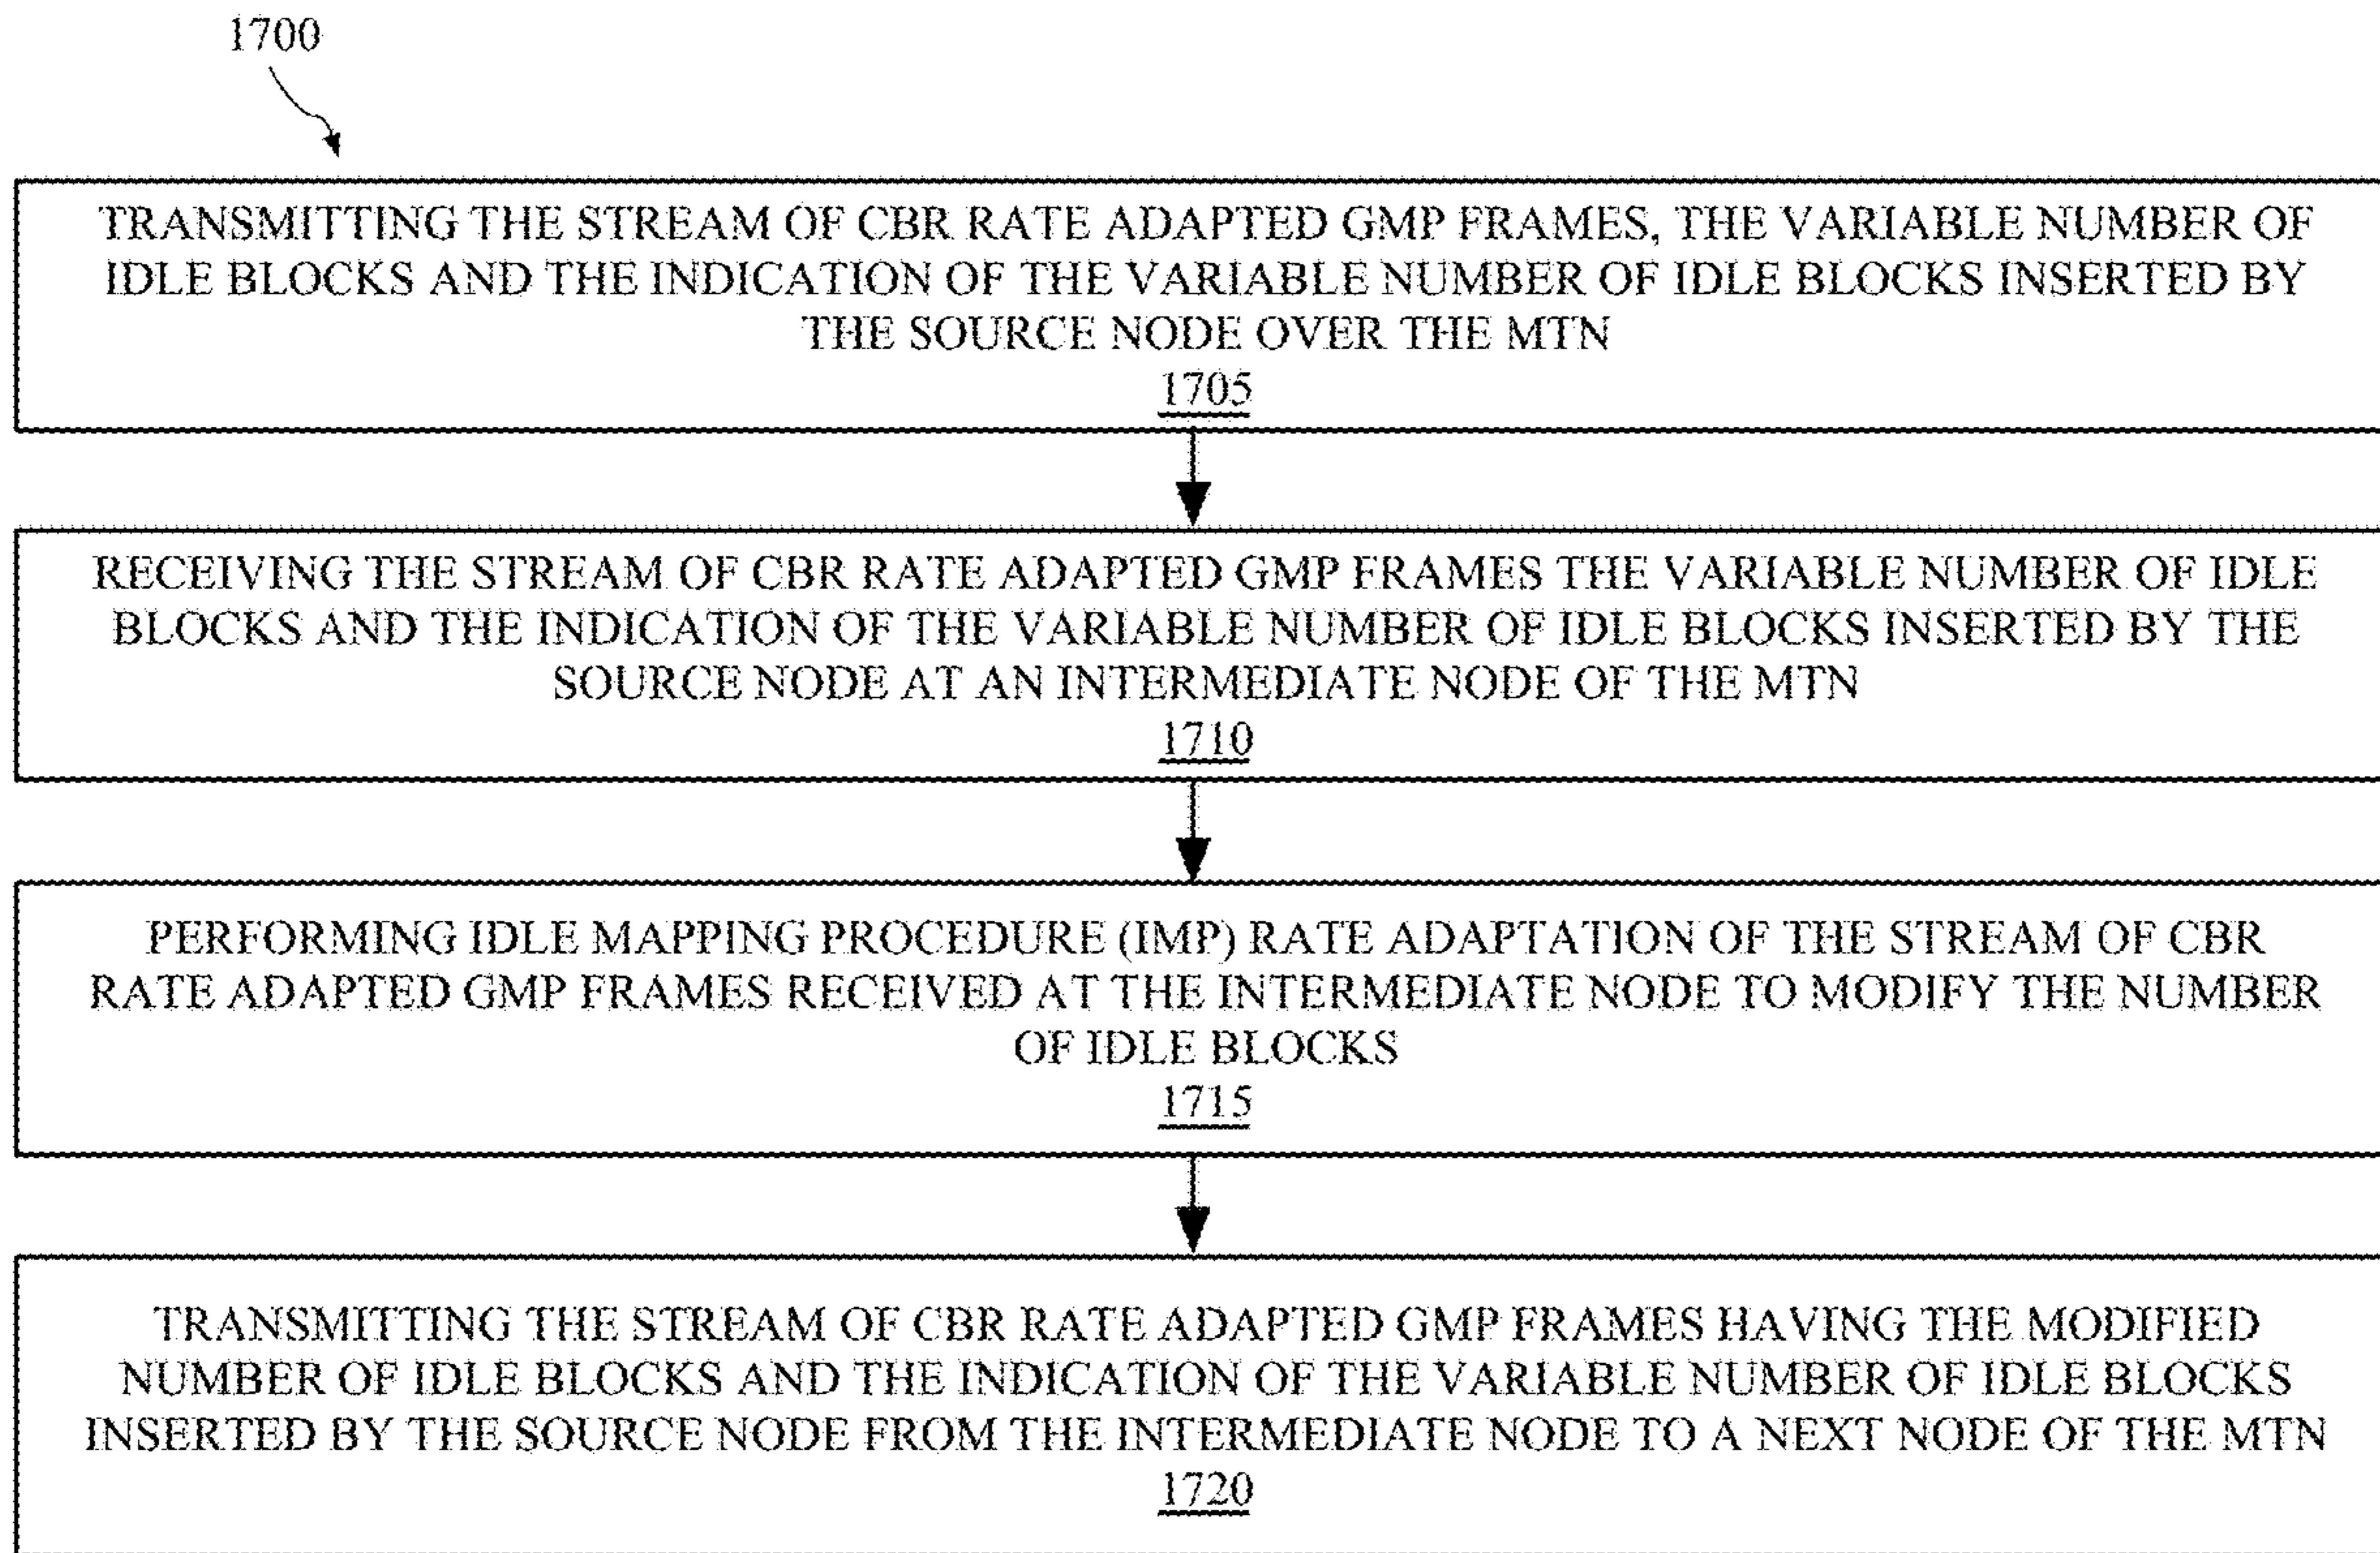 1700
TRANSMITTING THE STREAM OF CBR RATE ADAPTED GMP FRAMES, THE VARIABLE NUMBER OF
IDLE BLOCKS AND THE INDICATION OF THE VARIABLE NUMBER OF IDLE BLOCKS INSERTED BY
THE SOURCE NODE OVER THE MTN
1705
RECEIVING THE STREAM OF CBR RATE ADAPTED GMP FRAMES THE VARIABLE NUMBER OF IDLE
BLOCKS AND THE INDICATION OF THE VARIABLE NUMBER OF IDLE BLOCKS INSERTED BY THE
SOURCE NODE AT AN INTERMEDIATE NODE OF THE MTN
1710
PERFORMING IDLE MAPPING PROCEDURE (IMP) RATE ADAPTATION OF THE STREAM OF CBR
RATE ADAPTED GMP FRAMES RECEIVED AT THE INTERMEDIATE NODE TO MODIFY THE NUMBER
OF IDLE BLOCKS
1715
TRANSMITTING THE STREAM OF CBR RATE ADAPTED GMP FRAMES HAVING THE MODIFIED
NUMBER OF IDLE BLOCKS AND THE INDICATION OF THE VARIABLE NUMBER OF IDLE BLOCKS
INSERTED BY THE SOURCE NODE FROM THE INTERMEDIATE NODE TO A NEXT NODE OF THE MTN
1720